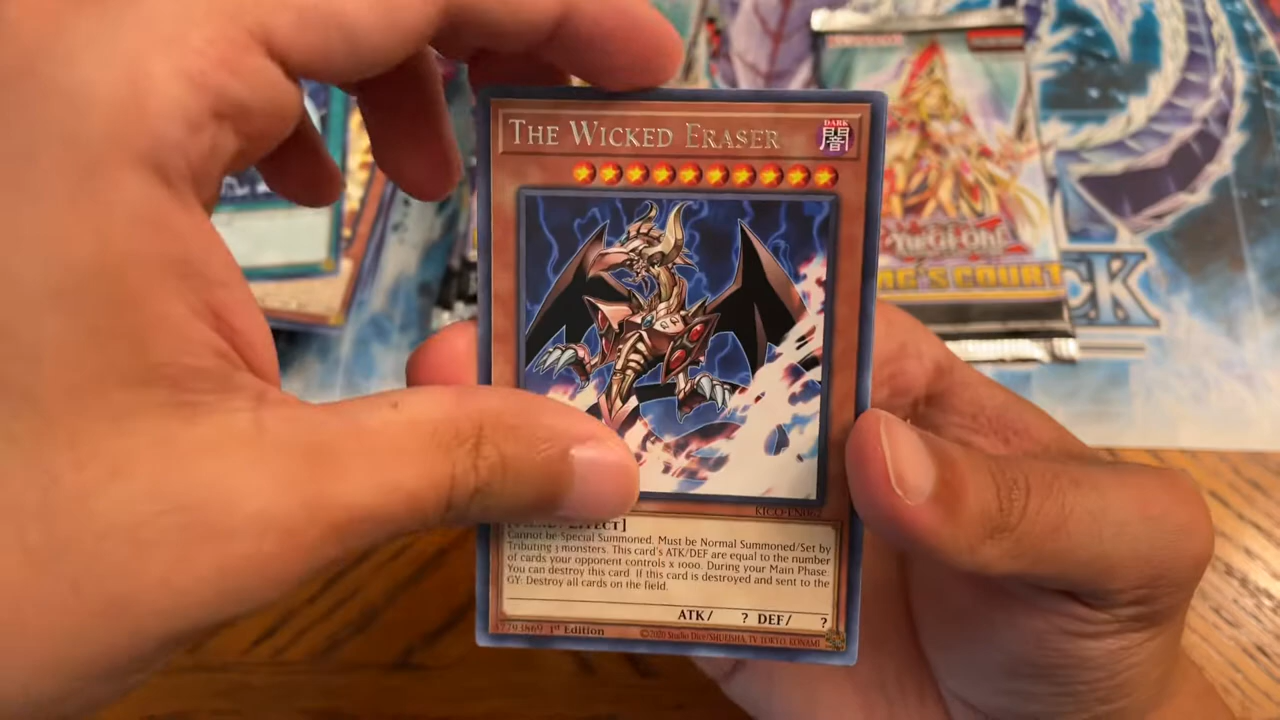 THE WICKED ERASER
DARK
闇
YU-GI-OH!
G'S COURT
CK
KICO-EN062
EFFECT]
Cannot be Special Summoned. Must be Normal Summoned/Set by
Tributing 3 monsters. This card's ATK/DEF are equal to the number
of cards your opponent controls x 1000. During your Main Phase:
You can destroy this card. If this card is destroyed and sent to the
GY: Destroy all cards on the field.
ATK/ ? DEF/ ?
1st Edition
©2020 Studio Dice/SHUEISHA, TV TOKYO, KONAMI